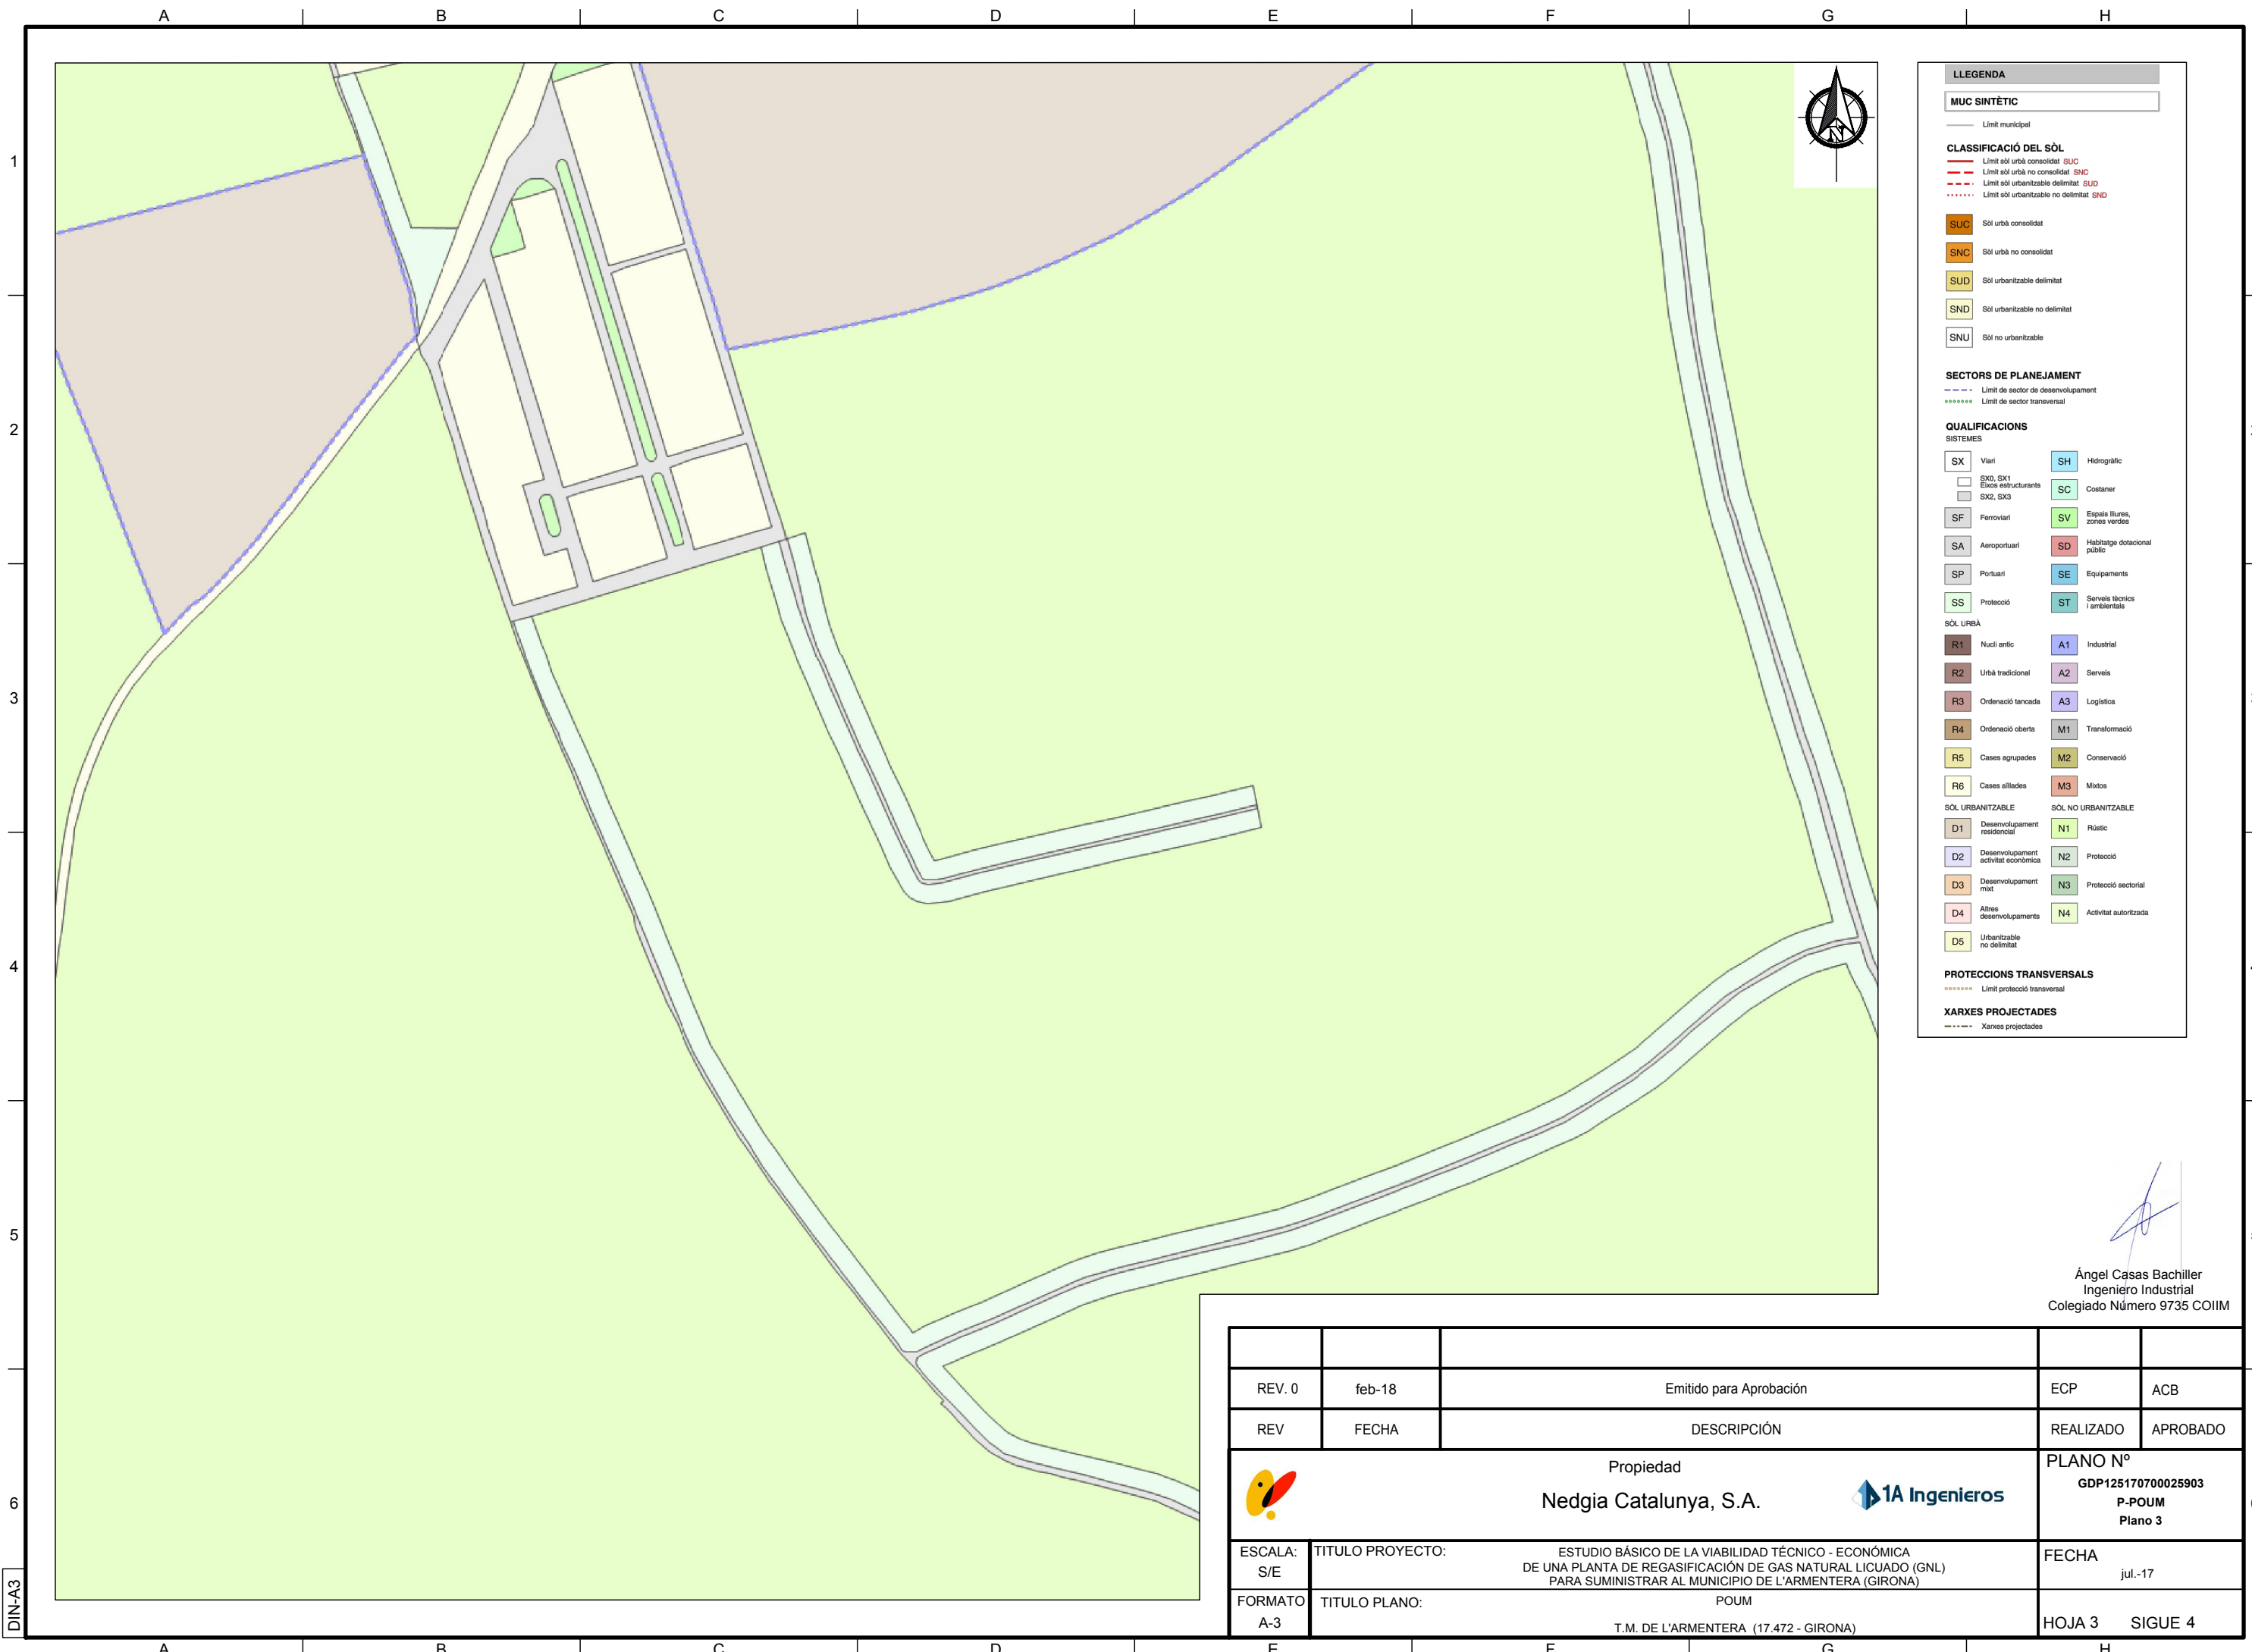 A B C D E F G H
1
2
3
4
5
6
A B C D E F G H
DIN-A3
N
LLEGENDA
MUC SINTÈTIC
Límit municipal
CLASSIFICACIÓ DEL SÒL
Límit sòl urbà consolidat SUC
Límit sòl urbà no consolidat SNC
Límit sòl urbanitzable delimitat SUD
Límit sòl urbanitzable no delimitat SND
SUC Sòl urbà consolidat
SNC Sòl urbà no consolidat
SUD Sòl urbanitzable delimitat
SND Sòl urbanitzable no delimitat
SNU Sòl no urbanitzable
SECTORS DE PLANEJAMENT
Límit de sector de desenvolupament
Límit de sector transversal
QUALIFICACIONS
SISTEMES
SX Viari
SX0, SX1
Eixos estructurants
SX2, SX3
SF Ferroviari
SA Aeroportuari
SP Portuari
SS Protecció
SH Hidrogràfic
SC Costaner
SV Espais lliures,
zones verdes
SD Habitatge dotacional
públic
SE Equipaments
ST Serveis tècnics
i ambientals
SÒL URBÀ
R1 Nucli antic
R2 Urbà tradicional
R3 Ordenació tancada
R4 Ordenació oberta
R5 Cases agrupades
R6 Cases aïllades
A1 Industrial
A2 Serveis
A3 Logística
M1 Transformació
M2 Conservació
M3 Mixtos
SÒL URBANITZABLE
D1 Desenvolupament
residencial
D2 Desenvolupament
activitat econòmica
D3 Desenvolupament
mixt
D4 Altres
desenvolupaments
D5 Urbanitzable
no delimitat
SÒL NO URBANITZABLE
N1 Rústic
N2 Protecció
N3 Protecció sectorial
N4 Activitat autoritzada
PROTECCIONS TRANSVERSALS
Límit protecció transversal
XARXES PROJECTADES
Xarxes projectades
Ángel Casas Bachiller
Ingeniero Industrial
Colegiado Número 9735 COIIM
REV. 0 feb-18 Emitido para Aprobación ECP ACB
REV FECHA DESCRIPCIÓN REALIZADO APROBADO
Propiedad
Nedgia Catalunya, S.A.
1A Ingenieros
PLANO Nº
GDP125170700025903
P-POUM
Plano 3
ESCALA:
S/E
TITULO PROYECTO:
ESTUDIO BÁSICO DE LA VIABILIDAD TÉCNICO - ECONÓMICA
DE UNA PLANTA DE REGASIFICACIÓN DE GAS NATURAL LICUADO (GNL)
PARA SUMINISTRAR AL MUNICIPIO DE L'ARMENTERA (GIRONA)
FECHA
jul.-17
FORMATO
A-3
TITULO PLANO:
POUM
T.M. DE L'ARMENTERA (17.472 - GIRONA)
HOJA 3 SIGUE 4